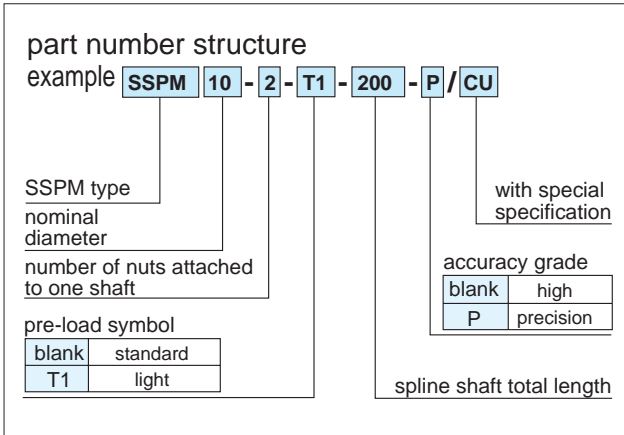 part number structure
example SSPM 10 - 2 - T1 - 200 - P / CU
SSPM type
nominal
diameter
number of nuts attached
to one shaft
pre-load symbol
blank standard
T1 light
with special
specification
accuracy grade
blank high
P precision
spline shaft total length